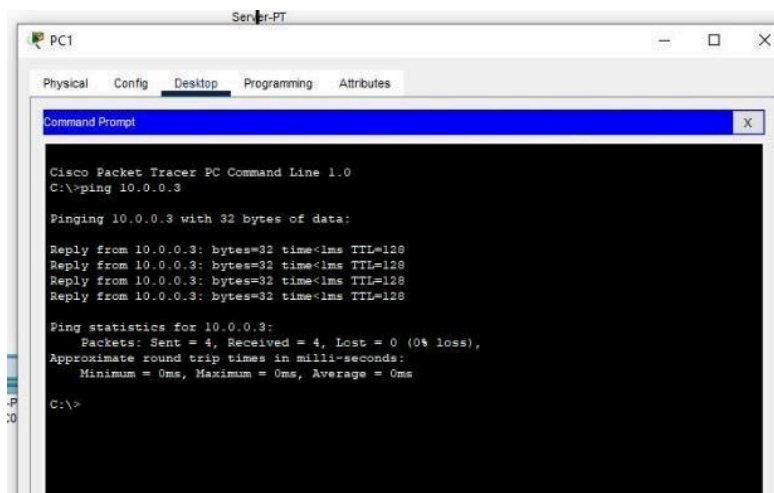 Server-PT
PC1
Physical Config Desktop Programming Attributes
Command Prompt
X
Cisco Packet Tracer PC Command Line 1.0
C:\>ping 10.0.0.3
Pinging 10.0.0.3 with 32 bytes of data:
Reply from 10.0.0.3: bytes=32 time<1ms TTL=128
Reply from 10.0.0.3: bytes=32 time<1ms TTL=128
Reply from 10.0.0.3: bytes=32 time<1ms TTL=128
Reply from 10.0.0.3: bytes=32 time<1ms TTL=128
Ping statistics for 10.0.0.3:
Packets: Sent = 4, Received = 4, Lost = 0 (0% loss),
Approximate round trip times in milli-seconds:
Minimum = 0ms, Maximum = 0ms, Average = 0ms
C:\>
-P
C0